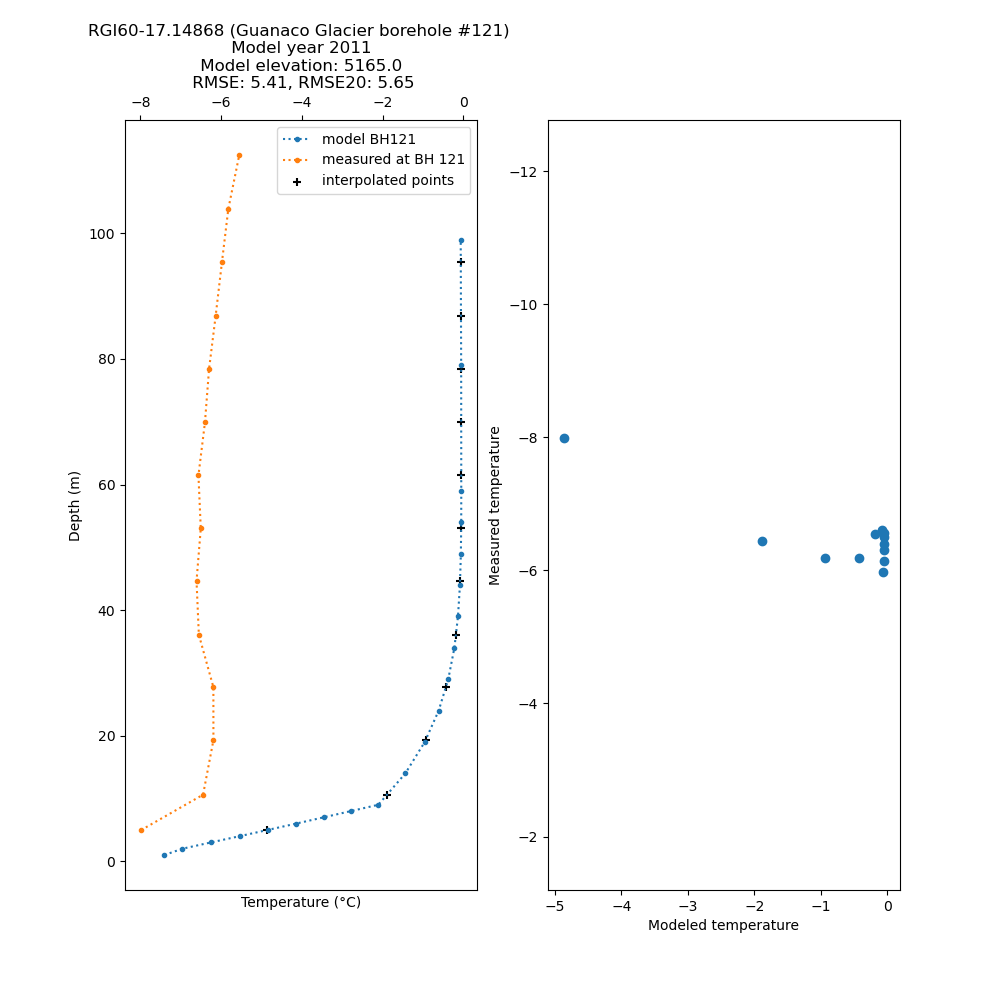 RGI60-17.14868 (Guanaco Glacier borehole #121)
Model year 2011
Model elevation: 5165.0
RMSE: 5.41, RMSE20: 5.65
−8 −6 −4 −2 0
model BH121
measured at BH 121
interpolated points
100
80
60
40
20
0
Depth (m)
Temperature (°C)
−12
−10
−8
−6
−4
−2
Measured temperature
−5 −4 −3 −2 −1 0
Modeled temperature